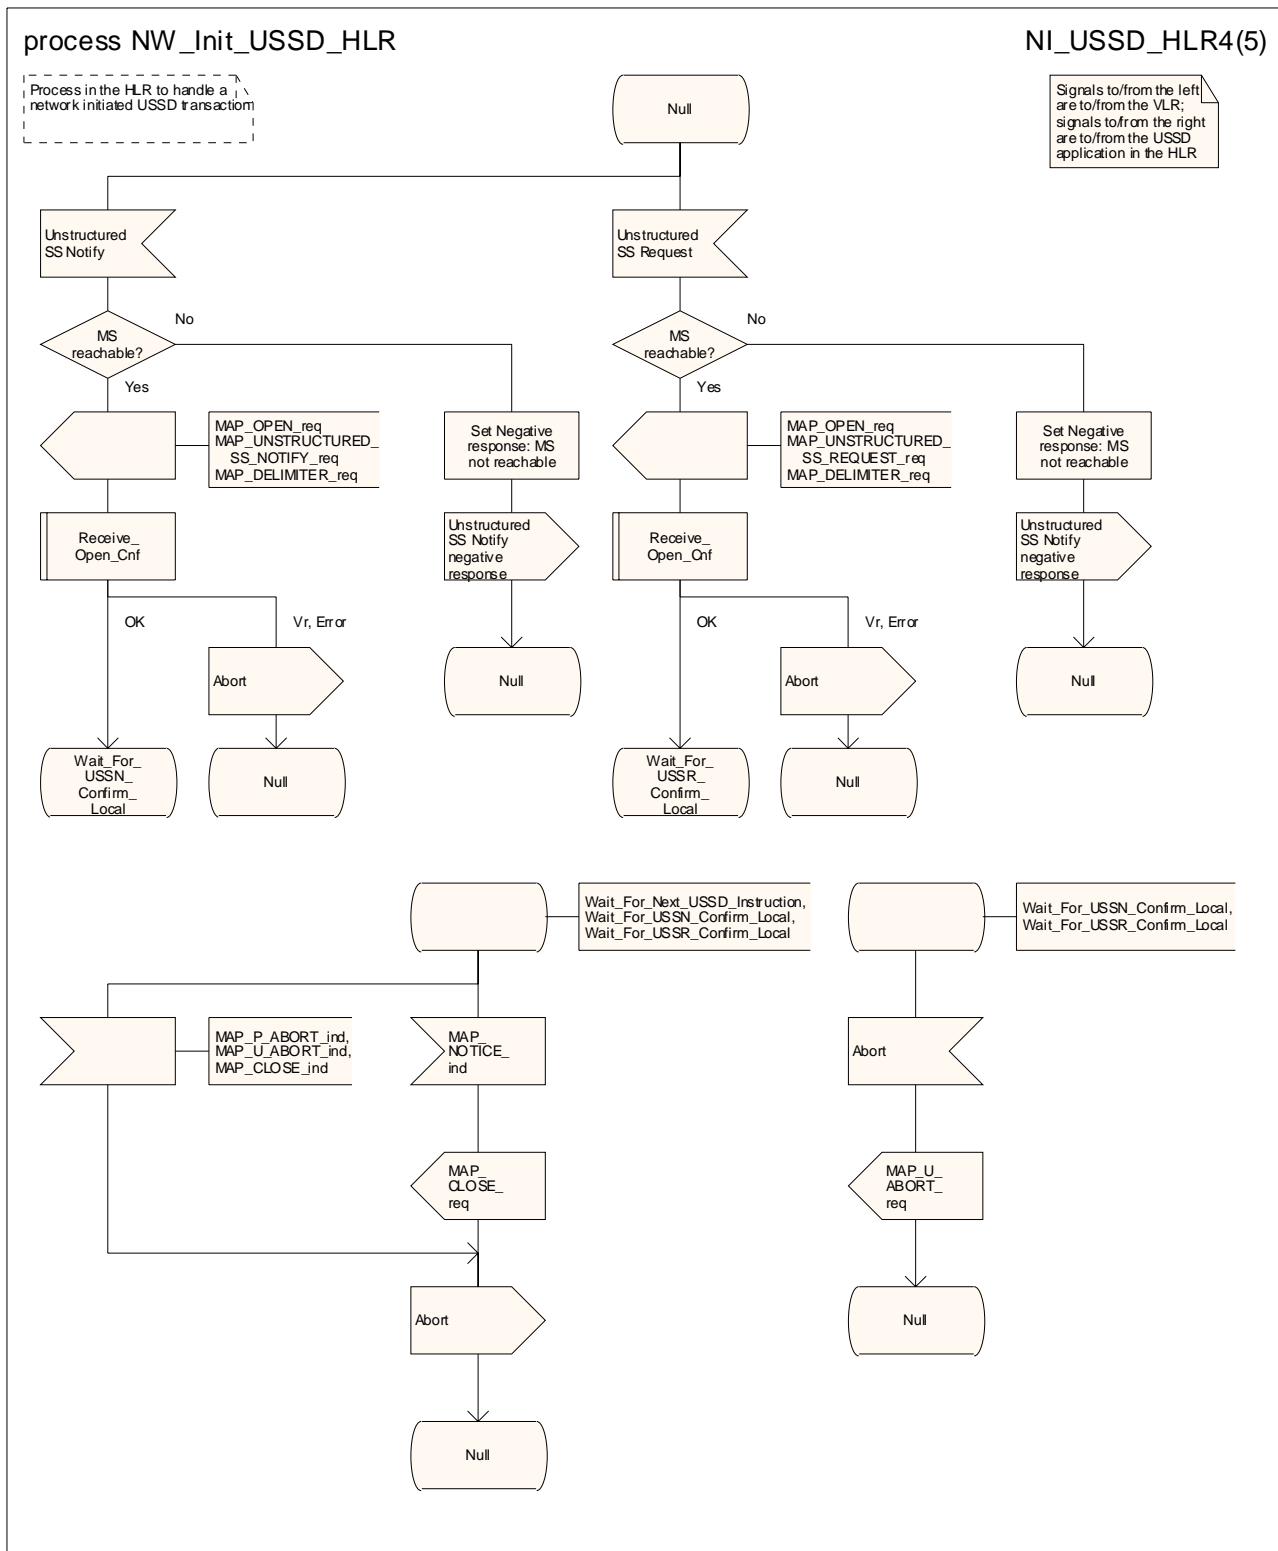 process NW_Init_USSD_HLR
NI_USSD_HLR4(5)
Process in the HLR to handle a
network initiated USSD transaction
Signals to/from the left
are to/from the VLR;
signals to/from the right
are to/from the USSD
application in the HLR
Null
Unstructured
SS Notify
Unstructured
SS Request
MS
reachable?
No
Yes
MS
reachable?
No
Yes
MAP_OPEN_req
MAP_UNSTRUCTURED_
SS_NOTIFY_req
MAP_DELIMITER_req
Set Negative
response: MS
not reachable
MAP_OPEN_req
MAP_UNSTRUCTURED_
SS_REQUEST_req
MAP_DELIMITER_req
Set Negative
response: MS
not reachable
Receive_
Open_Cnf
Unstructured
SS Notify
negative
response
Receive_
Open_Cnf
Unstructured
SS Notify
negative
response
OK
Vr, Error
OK
Vr, Error
Abort
Null
Abort
Null
Wait_For_
USSN_
Confirm_
Local
Null
Wait_For_
USSR_
Confirm_
Local
Null
Wait_For_Next_USSD_Instruction,
Wait_For_USSN_Confirm_Local,
Wait_For_USSR_Confirm_Local
Wait_For_USSN_Confirm_Local,
Wait_For_USSR_Confirm_Local
MAP_P_ABORT_ind,
MAP_U_ABORT_ind,
MAP_CLOSE_ind
MAP_
NOTICE_
ind
Abort
MAP_
CLOSE_
req
MAP_U_
ABORT_
req
Abort
Null
Null